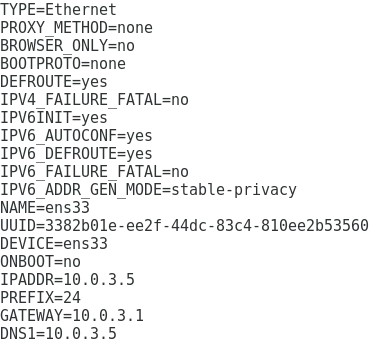 TYPE=Ethernet
PROXY_METHOD=none
BROWSER_ONLY=no
BOOTPROTO=none
DEFROUTE=yes
IPV4_FAILURE_FATAL=no
IPV6INIT=yes
IPV6_AUTOCONF=yes
IPV6_DEFROUTE=yes
IPV6_FAILURE_FATAL=no
IPV6_ADDR_GEN_MODE=stable-privacy
NAME=ens33
UUID=3382b01e-ee2f-44dc-83c4-810ee2b53560
DEVICE=ens33
ONBOOT=no
IPADDR=10.0.3.5
PREFIX=24
GATEWAY=10.0.3.1
DNS1=10.0.3.5